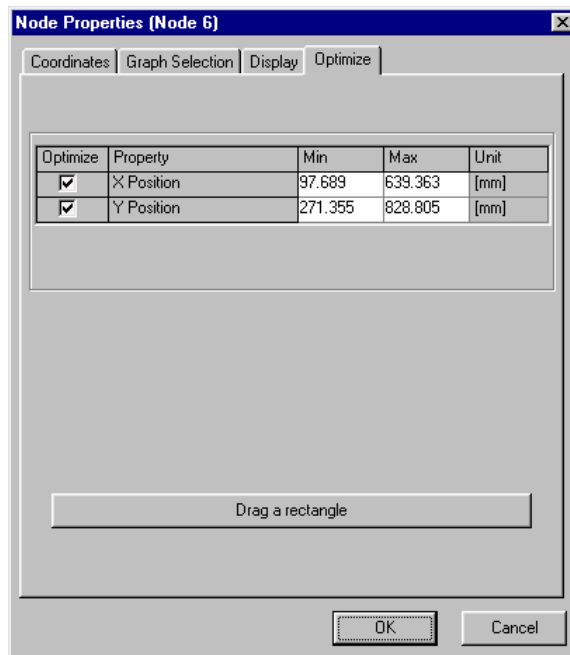 Node Properties (Node 6)
Coordinates Graph Selection Display Optimize
Optimize Property Min Max Unit
X Position 97.689 639.363 [mm]
Y Position 271.355 828.805 [mm]
Drag a rectangle
OK Cancel